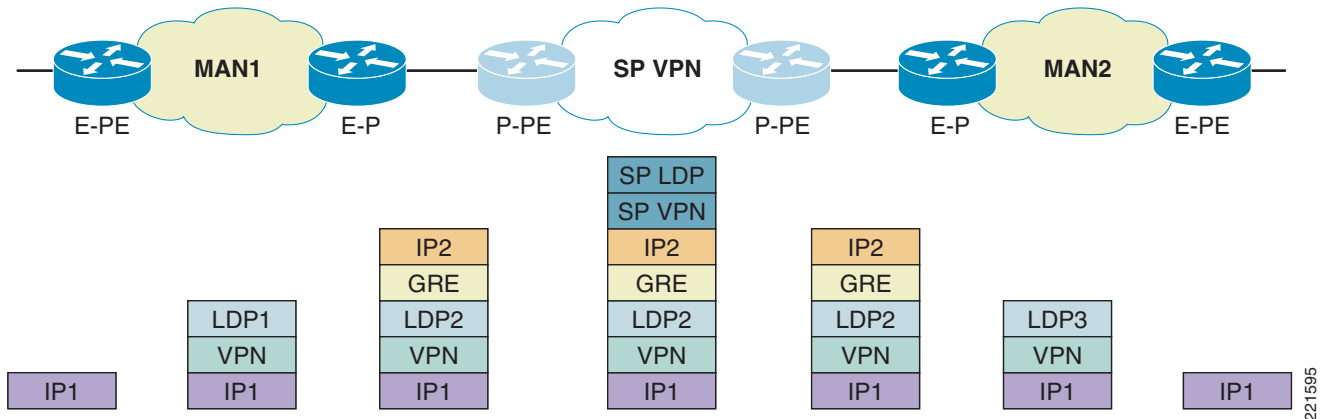 MAN1 SP VPN MAN2
E-PE E-P P-PE P-PE E-P E-PE
SP LDP
SP VPN
IP2 IP2 IP2
GRE GRE GRE
LDP1 LDP2 LDP2 LDP2 LDP3
VPN VPN VPN VPN VPN
IP1 IP1 IP1 IP1 IP1 IP1 IP1
221595